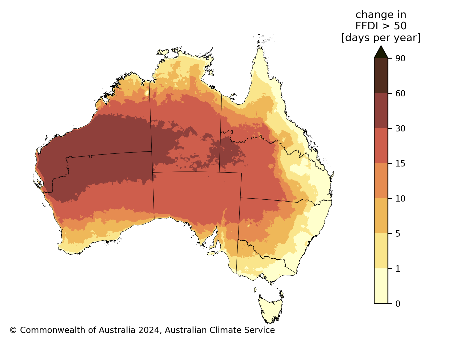 change in
FFDI > 50
[days per year]
90
60
30
15
10
5
1
0
© Commonwealth of Australia 2024, Australian Climate Service